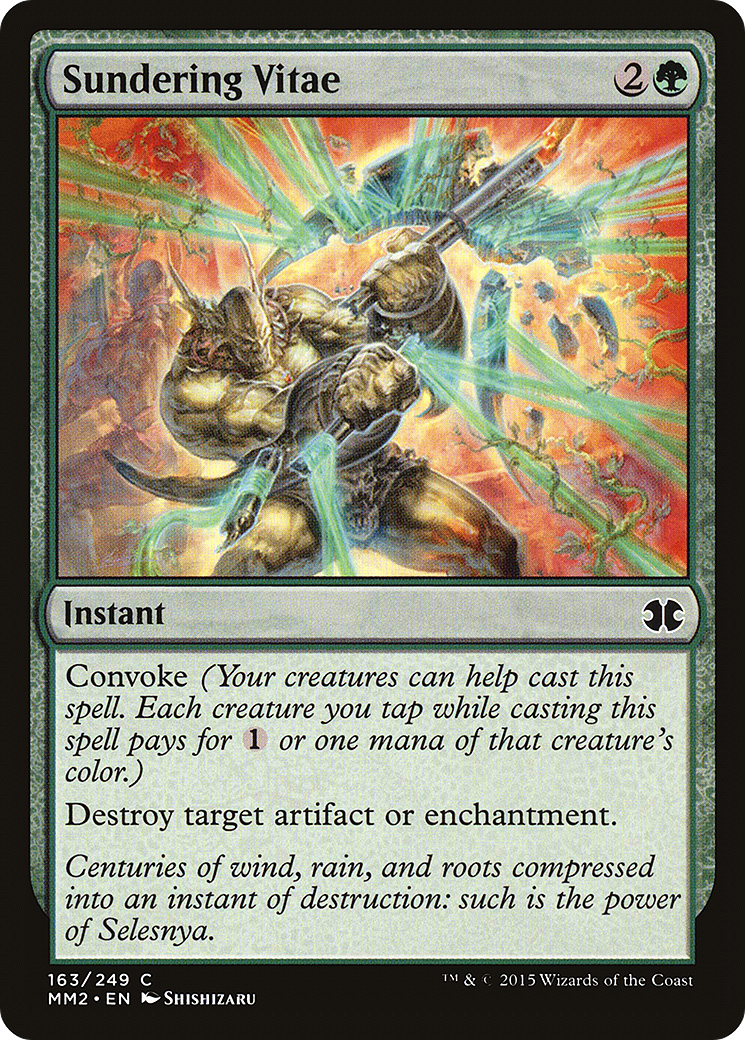 Sundering Vitae 2
Instant
Convoke (Your creatures can help cast this
spell. Each creature you tap while casting this
spell pays for 1 or one mana of that creature's
color.)
Destroy target artifact or enchantment.
Centuries of wind, rain, and roots compressed
into an instant of destruction: such is the power
of Selesnya.
163/249 C
MM2 • EN Shishizaru
™ & © 2015 Wizards of the Coast